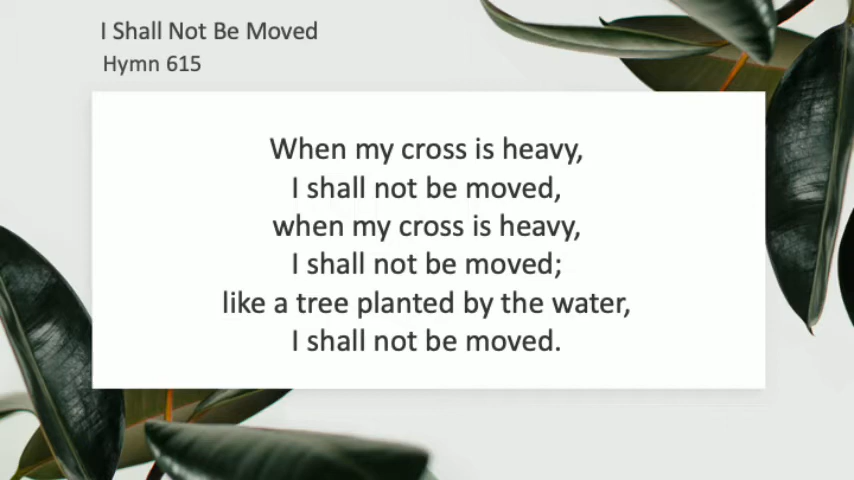 I Shall Not Be Moved
Hymn 615
When my cross is heavy,
I shall not be moved,
when my cross is heavy,
I shall not be moved;
like a tree planted by the water,
I shall not be moved.